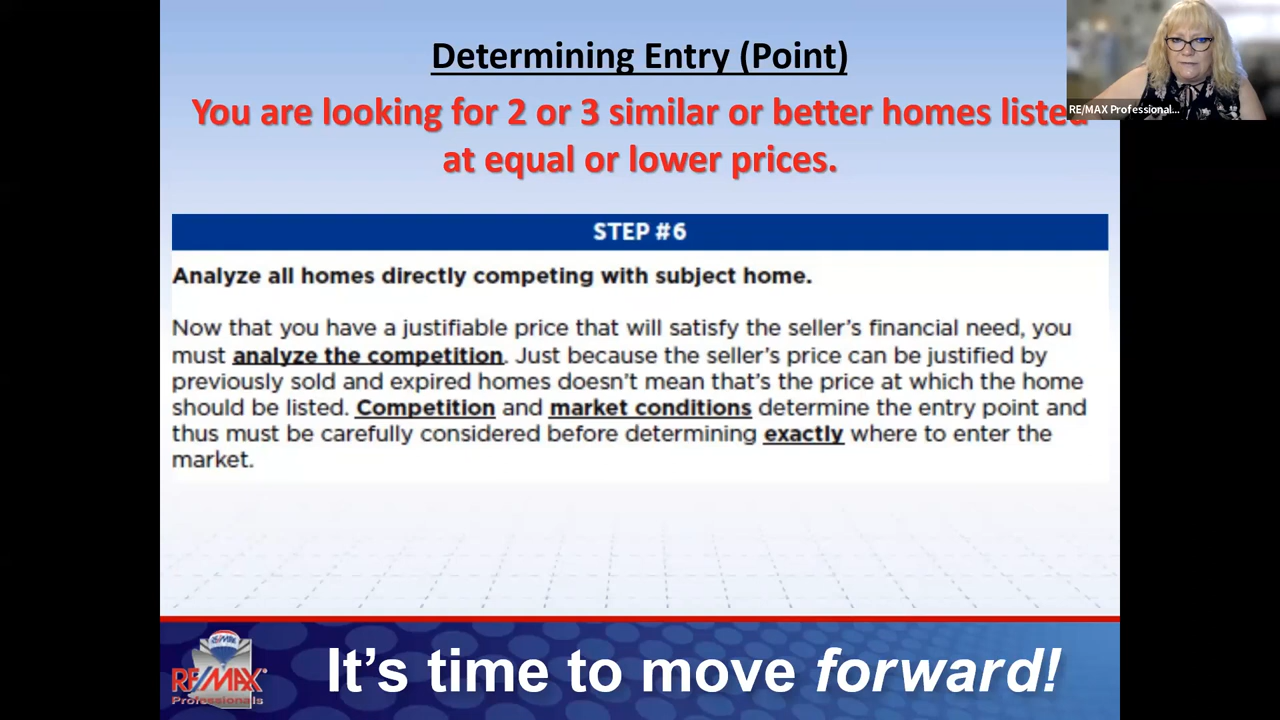 Determining Entry (Point)
You are looking for 2 or 3 similar or better homes listed
at equal or lower prices.
RE/MAX Professional...
STEP #6
Analyze all homes directly competing with subject home.
Now that you have a justifiable price that will satisfy the seller's financial need, you
must analyze the competition. Just because the seller's price can be justified by
previously sold and expired homes doesn't mean that's the price at which the home
should be listed. Competition and market conditions determine the entry point and
thus must be carefully considered before determining exactly where to enter the
market.
RE/MAX
RE/MAX
Professionals
It's time to move forward!